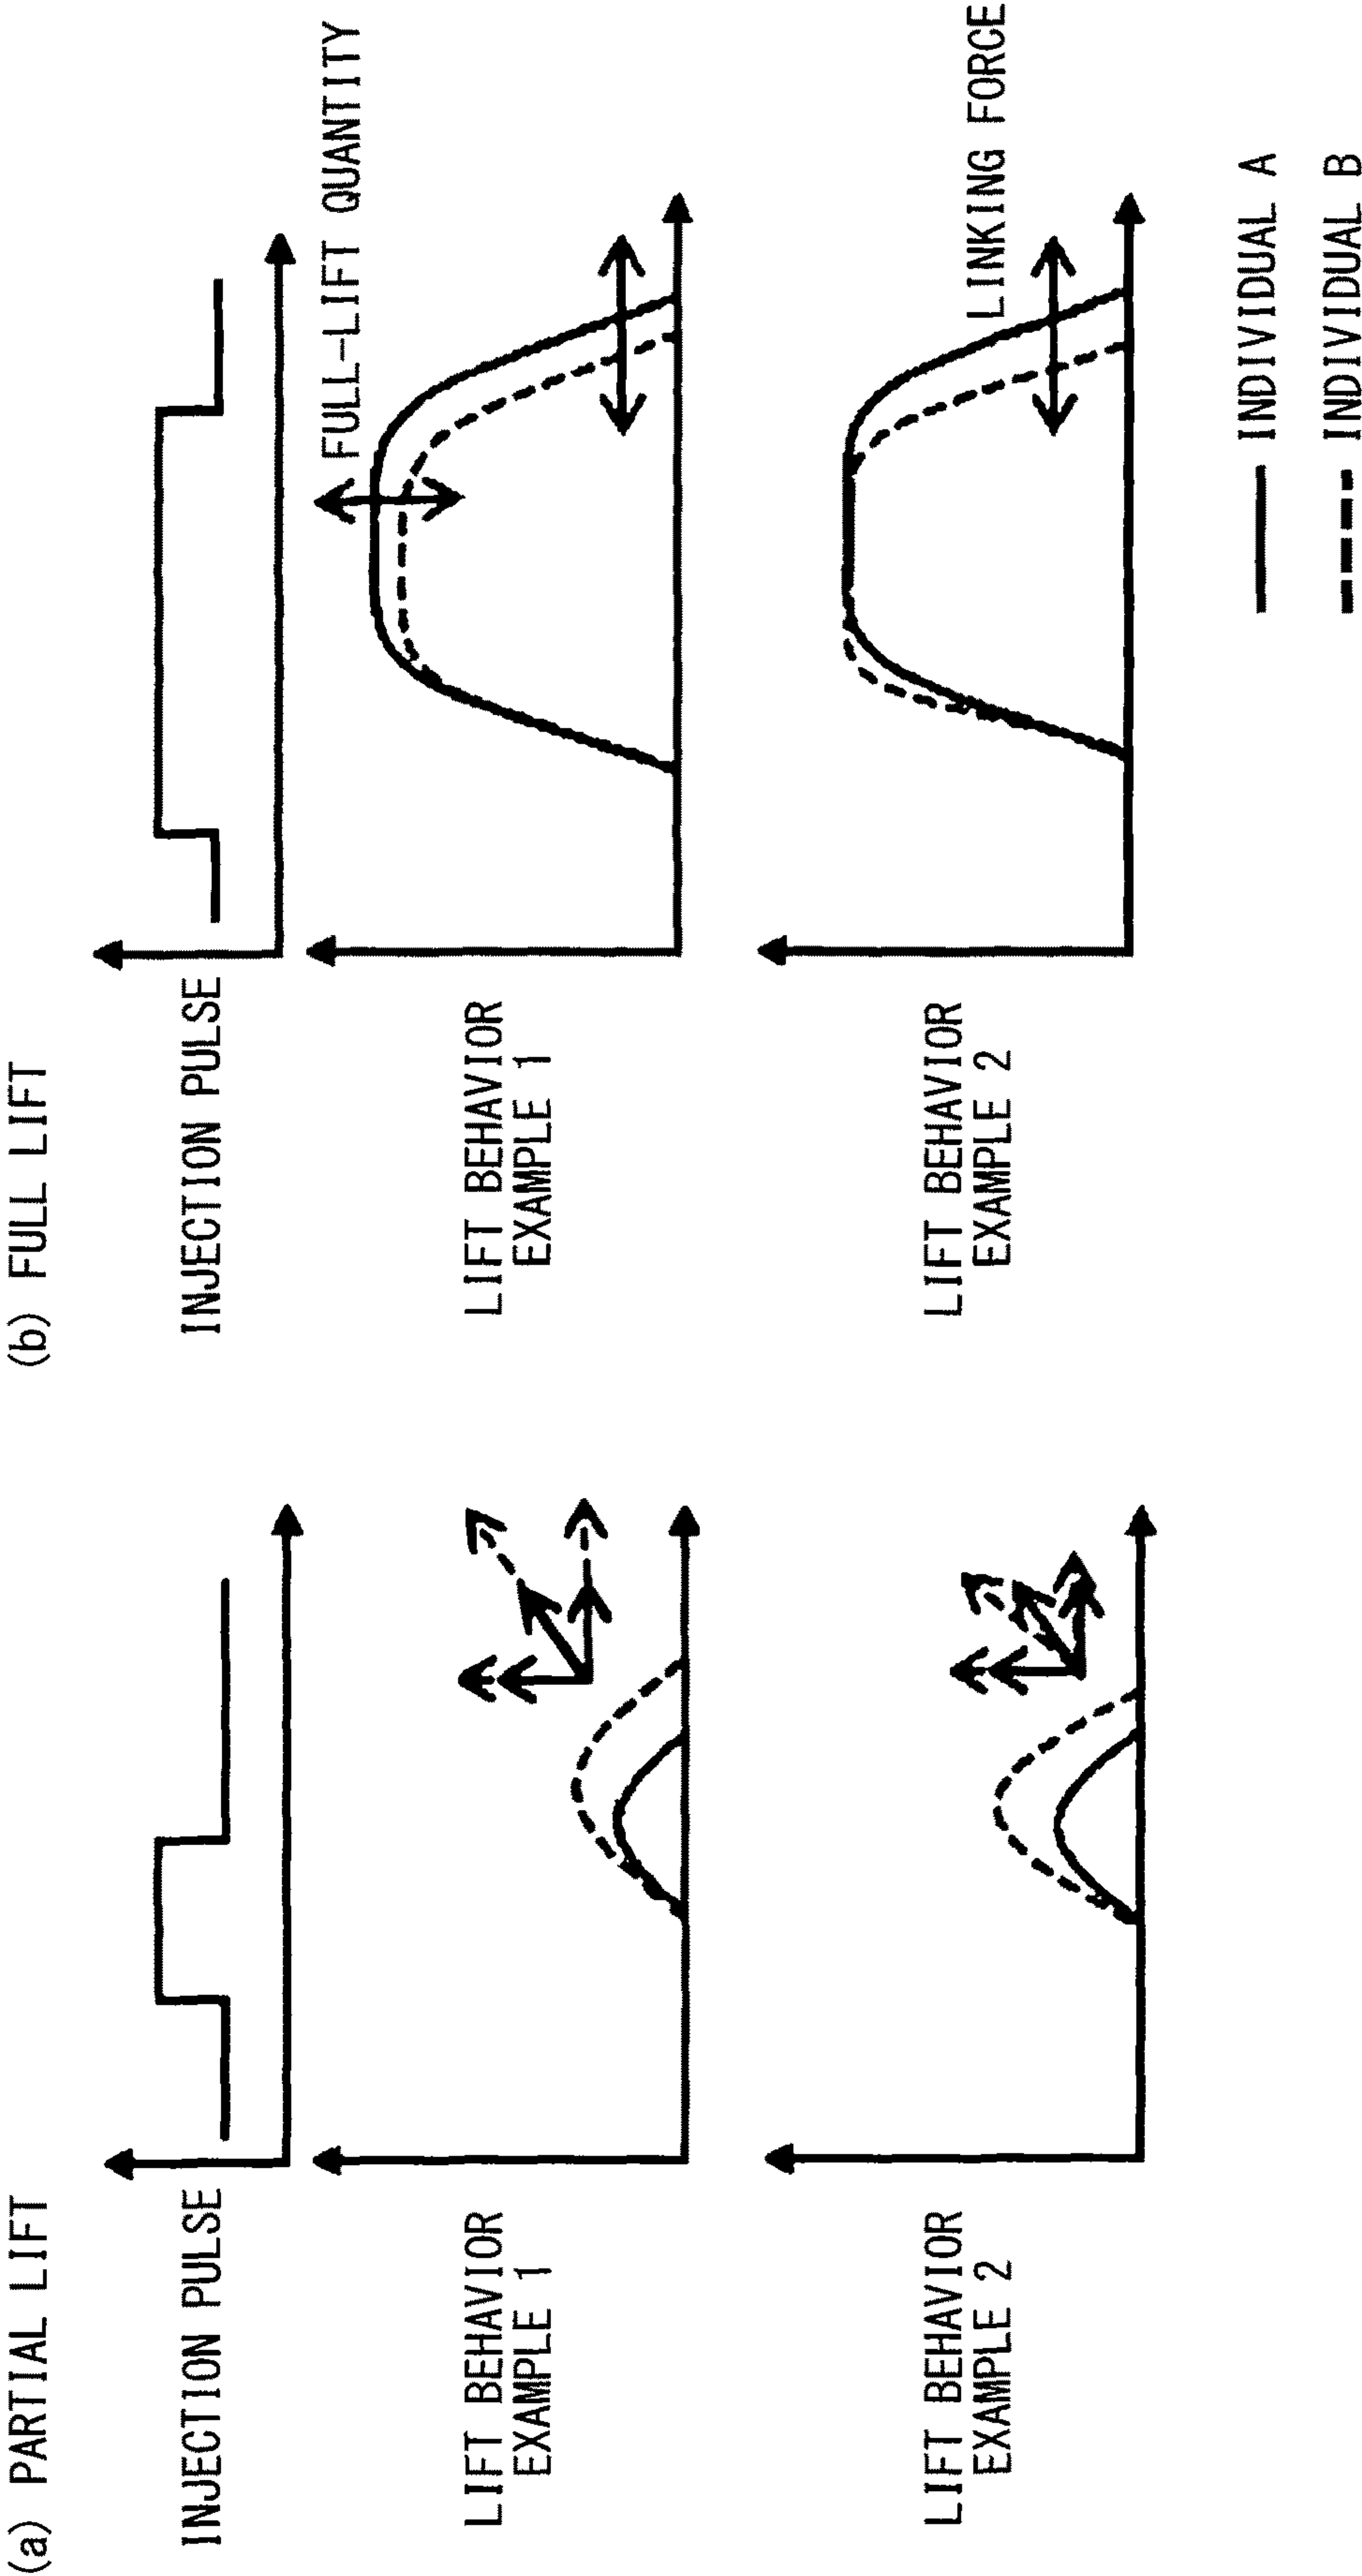 (a) PARTIAL LIFT
INJECTION PULSE
LIFT BEHAVIOR
EXAMPLE 1
LIFT BEHAVIOR
EXAMPLE 2
(b) FULL LIFT
INJECTION PULSE
FULL-LIFT QUANTITY
LIFT BEHAVIOR
EXAMPLE 1
LINKING FORCE
LIFT BEHAVIOR
EXAMPLE 2
INDIVIDUAL A
INDIVIDUAL B